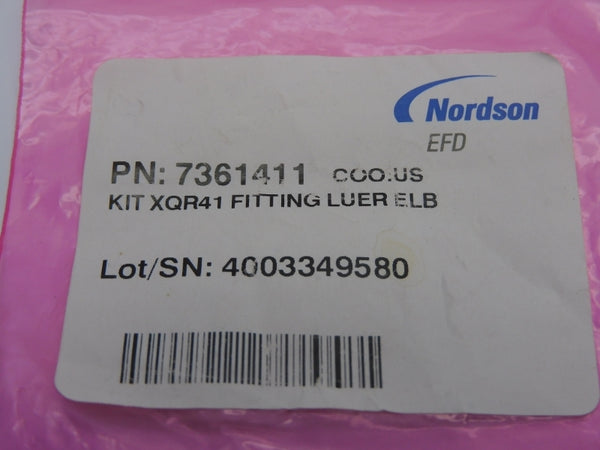 Nordson
EFD
PN: 7361411 COO:US
KIT XQR41 FITTING LUER ELB
Lot/SN: 4003349580